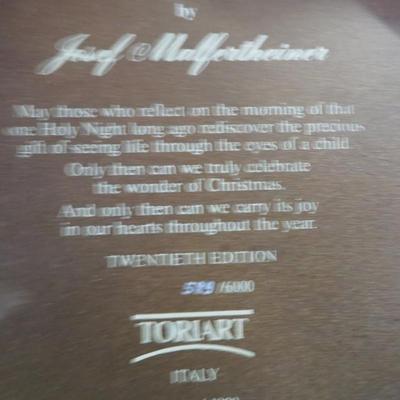 by
Josef Malfertheiner
May those who reflect on the morning of that
one Holy Night long ago rediscover the precious
gift of seeing life through the eyes of a child.
Only then can we truly celebrate
the wonder of Christmas.
And only then can we carry its joy
in our hearts throughout the year.
TWENTIETH EDITION
/6000
TORIART
ITALY